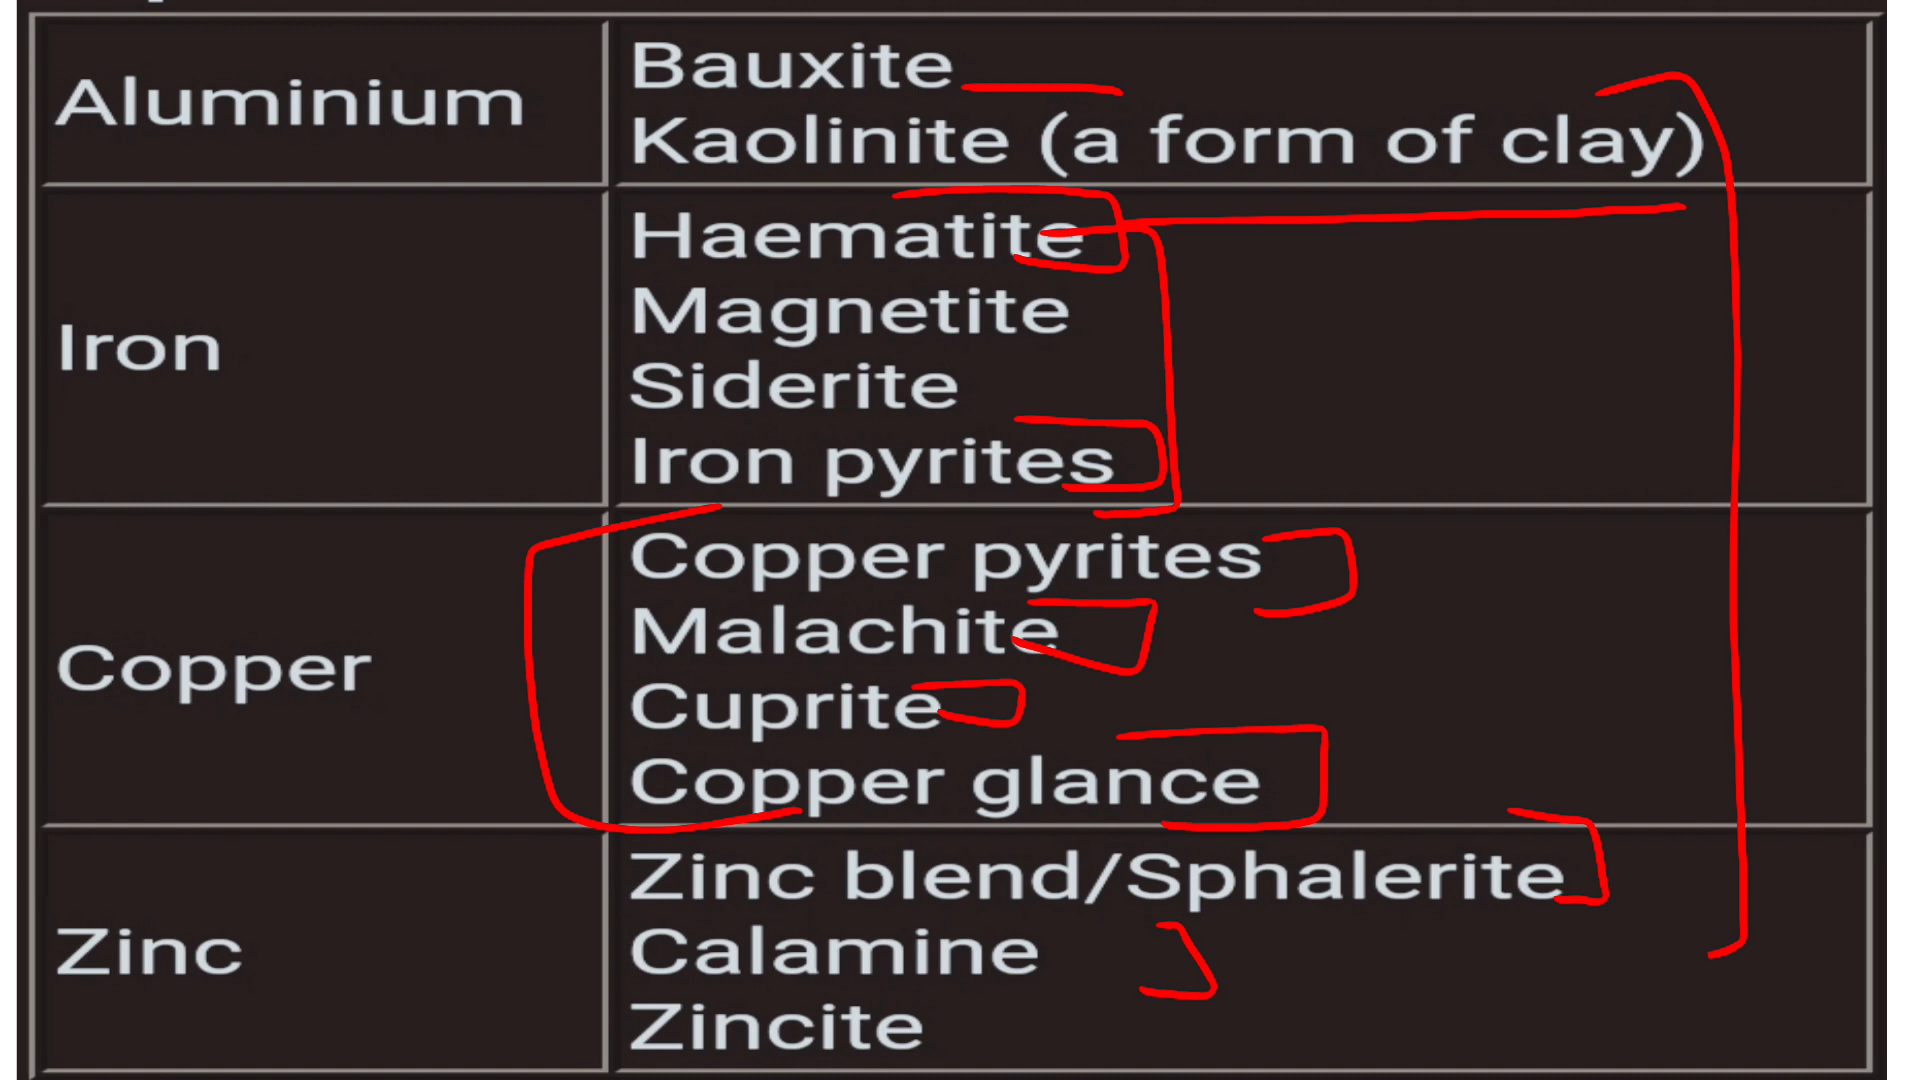 Aluminium
Bauxite
Kaolinite (a form of clay)
Iron
Haematite
Magnetite
Siderite
Iron pyrites
Copper
Copper pyrites
Malachite
Cuprite
Copper glance
Zinc
Zinc blend/Sphalerite
Calamine
Zincite